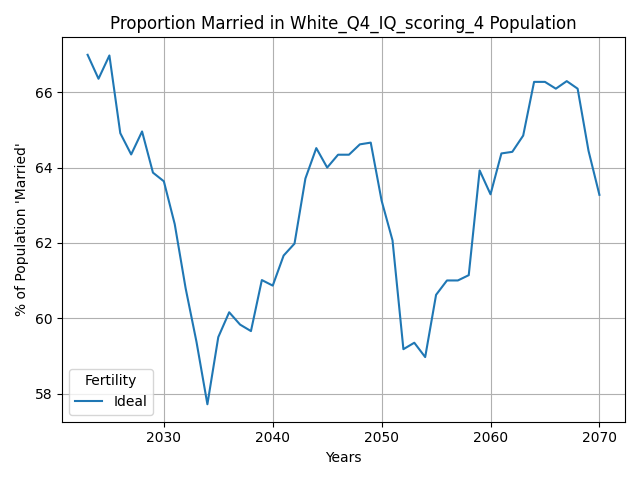 Proportion Married in White_Q4_IQ_scoring_4 Population
% of Population 'Married'
66
64
62
60
58
Fertility
Ideal
2030 2040 2050 2060 2070
Years